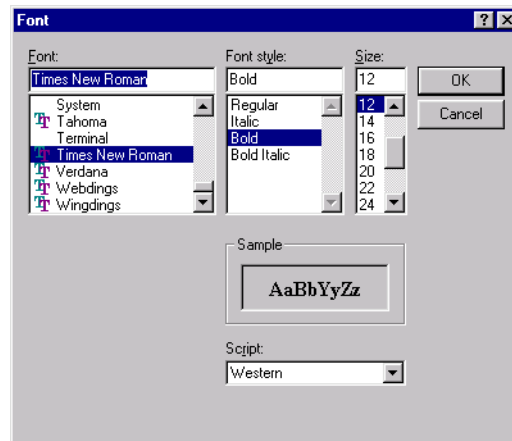 Font
Font:
Times New Roman
System
Tahoma
Terminal
Times New Roman
Verdana
Webdings
Wingdings
Font style:
Bold
Regular
Italic
Bold
Bold Italic
Size:
12
12
14
16
18
20
22
24
OK
Cancel
Sample
AaBbYyZz
Script:
Western